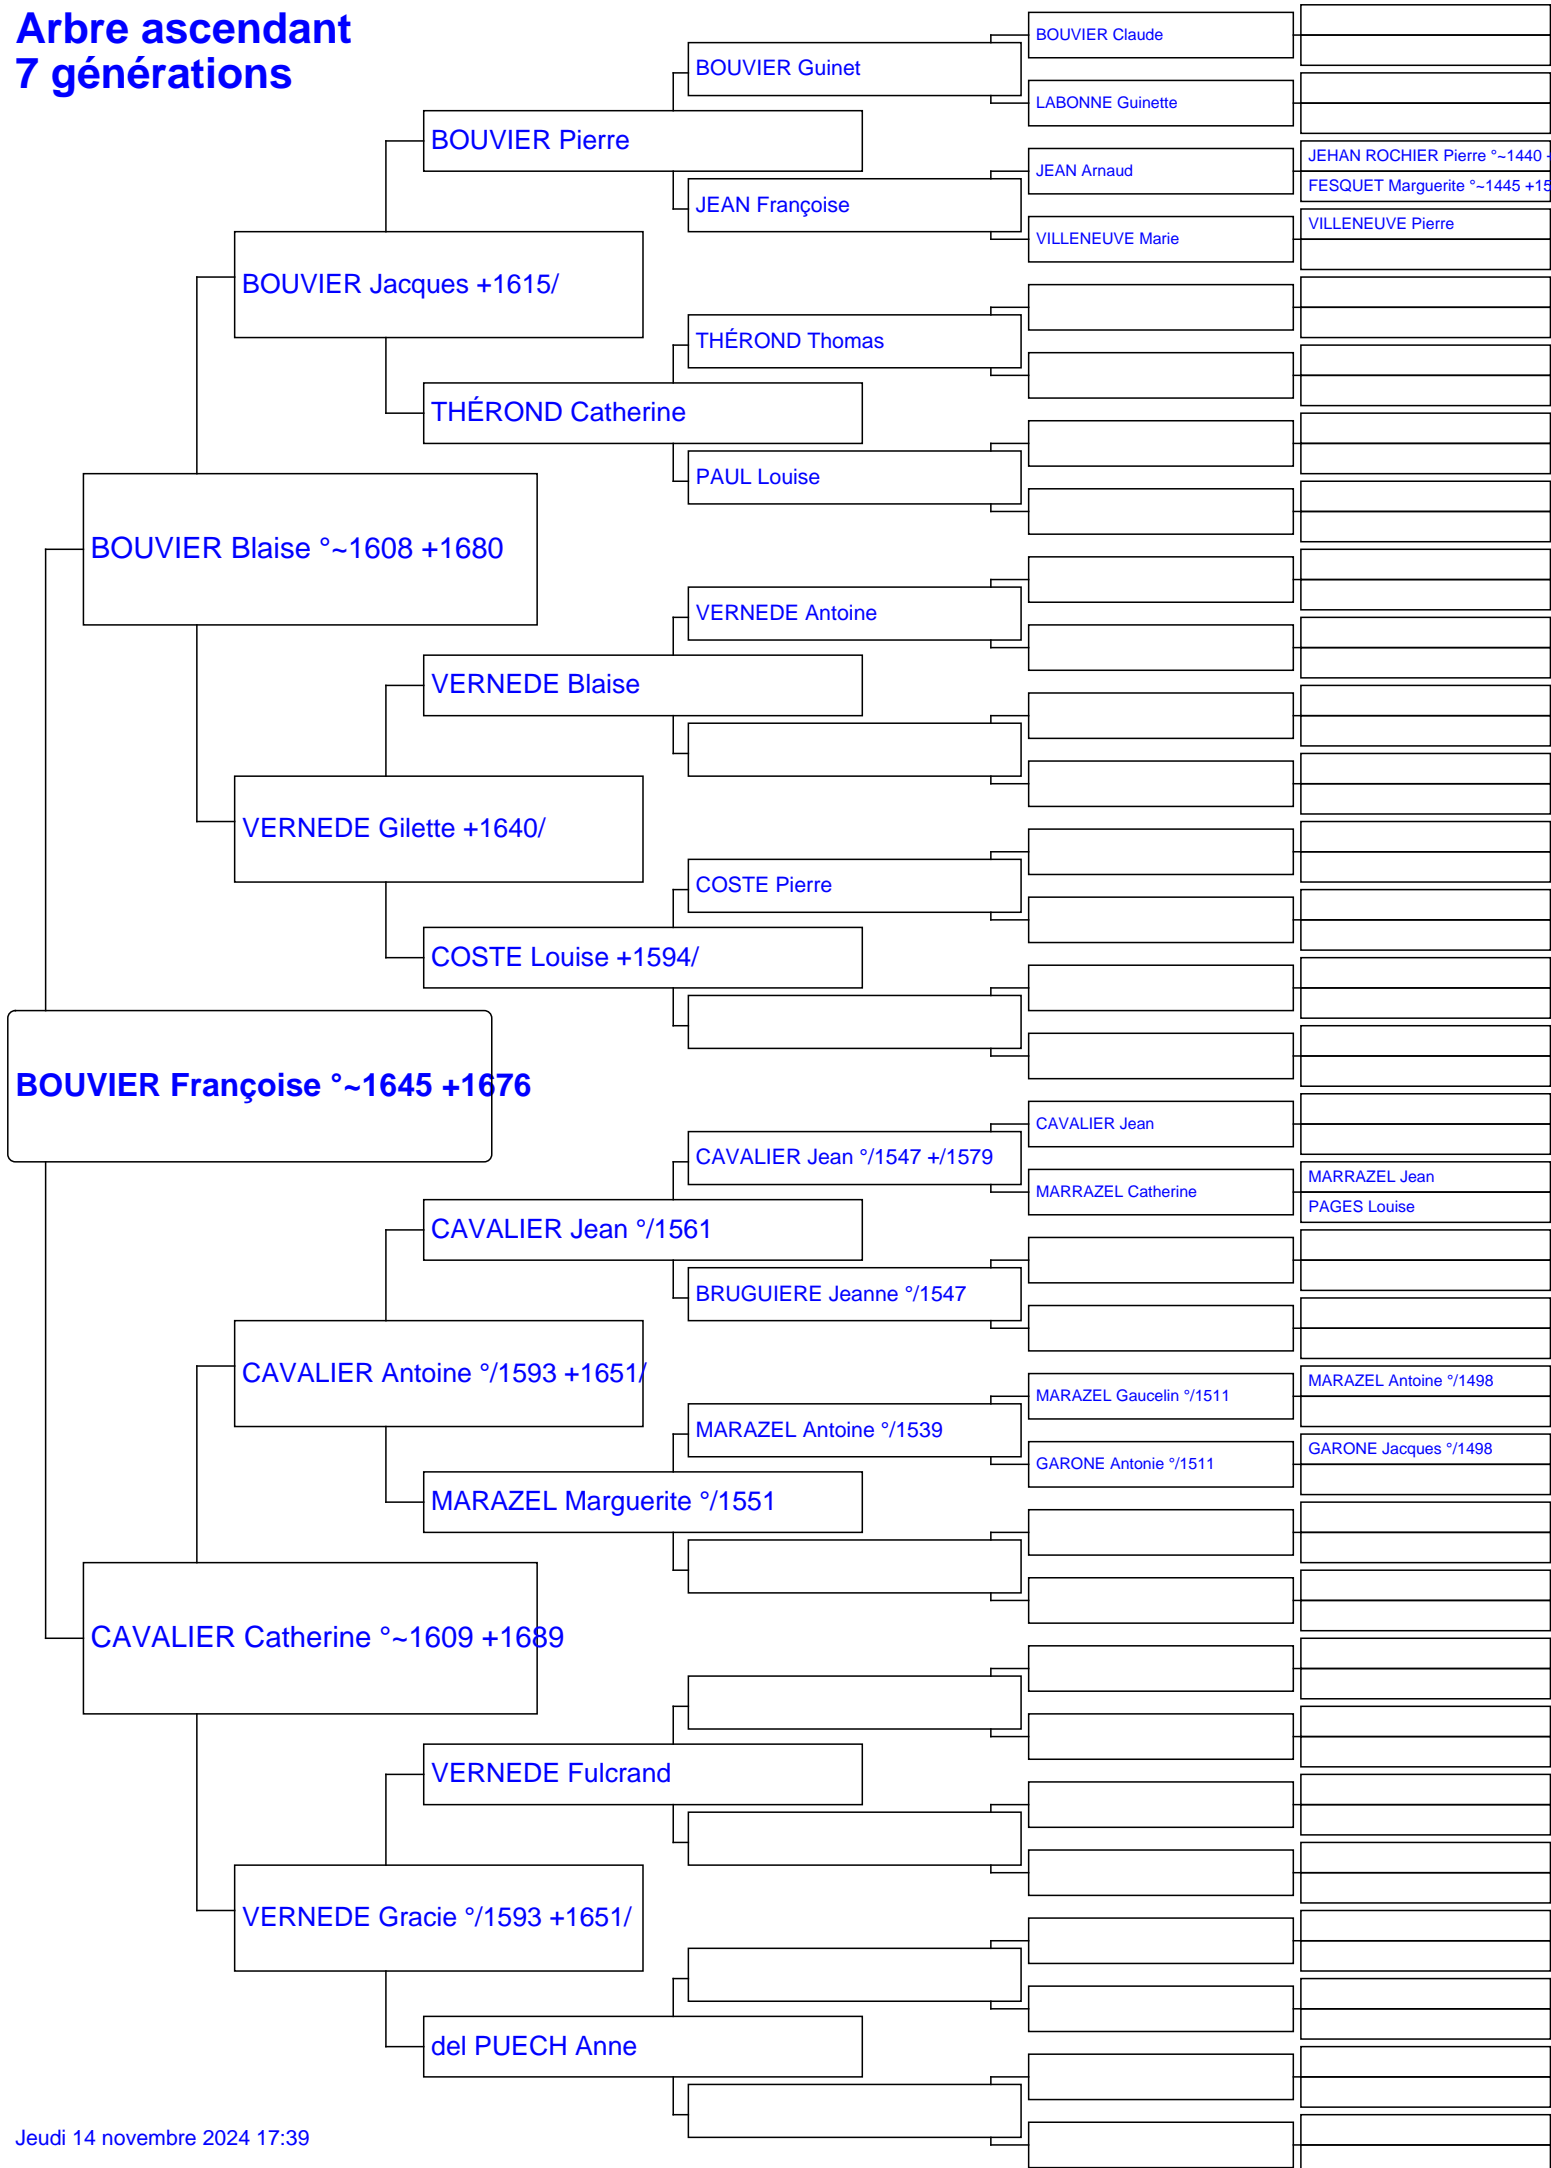 Arbre ascendant
7 générations
BOUVIER Claude
BOUVIER Guinet
LABONNE Guinette
BOUVIER Pierre
JEHAN ROCHIER Pierre °~1440
JEAN Arnaud
FESQUET Marguerite °~1445 +15
JEAN Françoise
VILLENEUVE Pierre
VILLENEUVE Marie
BOUVIER Jacques +1615/
THÉROND Thomas
THÉROND Catherine
PAUL Louise
BOUVIER Blaise °~1608 +1680
VERNEDE Antoine
VERNEDE Blaise
VERNEDE Gilette +1640/
COSTE Pierre
COSTE Louise +1594/
BOUVIER Françoise °~1645 +1676
CAVALIER Jean
CAVALIER Jean °/1547 +/1579
MARRAZEL Jean
MARRAZEL Catherine
PAGES Louise
CAVALIER Jean °/1561
BRUGUIERE Jeanne °/1547
CAVALIER Antoine °/1593 +1651/
MARAZEL Antoine °/1498
MARAZEL Gaucelin °/1511
MARAZEL Antoine °/1539
GARONE Jacques °/1498
GARONE Antonie °/1511
MARAZEL Marguerite °/1551
CAVALIER Catherine °~1609 +1689
VERNEDE Fulcrand
VERNEDE Gracie °/1593 +1651/
del PUECH Anne
Jeudi 14 novembre 2024 17:39